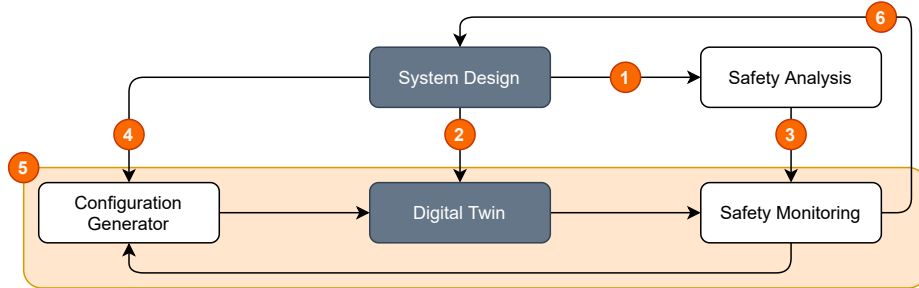 6
System Design
1
Safety Analysis
4
2
3
5
Configuration
Generator
Digital Twin
Safety Monitoring